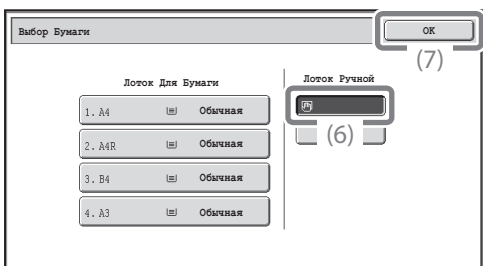 Выбор Бумаги
OK
(7)
Лоток Для Бумаги
Лоток Ручной
1. A4 Обычная
(6)
2. A4R Обычная
3. B4 Обычная
4. A3 Обычная